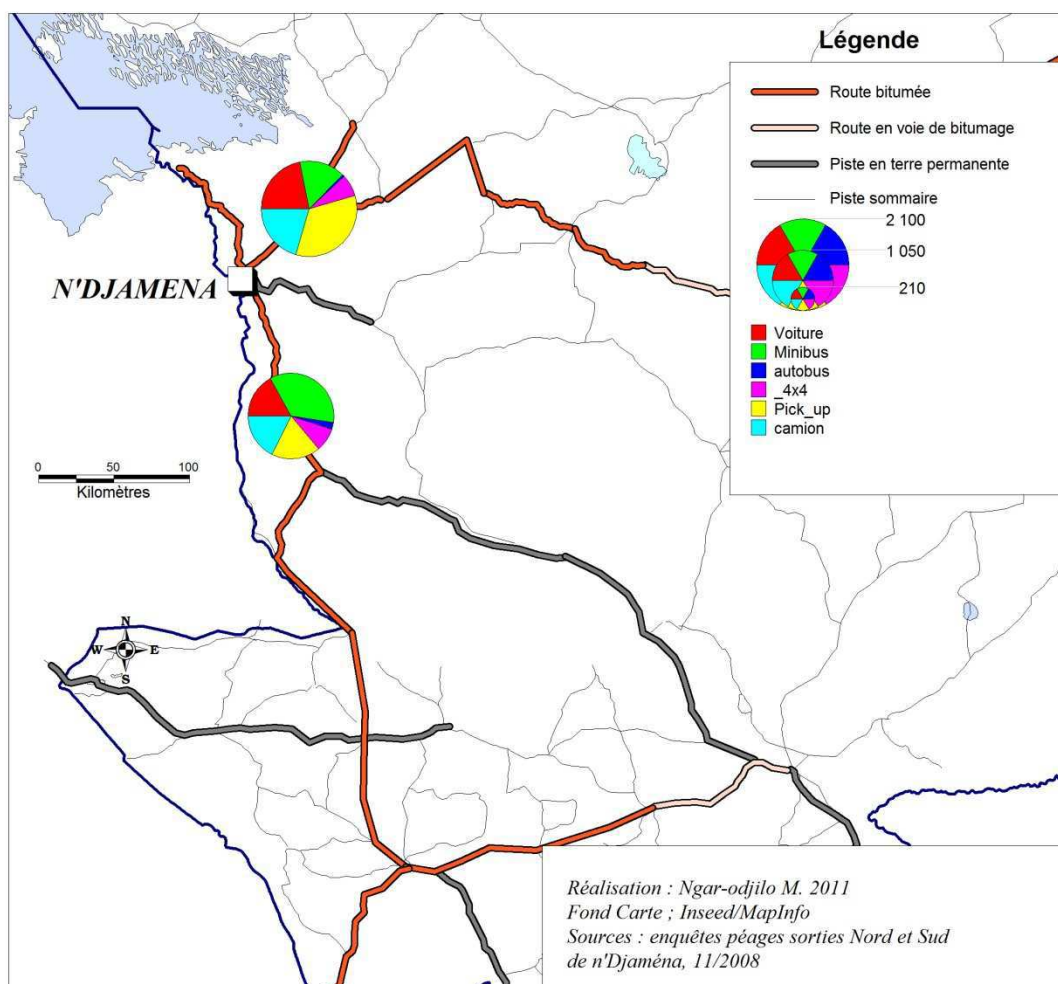 Légende
Route bitumée
Route en voie de bitumage
Piste en terre permanente
Piste sommaire
2 100
1 050
210
Voiture
Minibus
autobus
_4x4
Pick_up
camion
N'DJAMENA
0 50 100
Kilomètres
N
W E
S
Réalisation : Ngar-odjilo M. 2011
Fond Carte ; Inseed/MapInfo
Sources : enquêtes péages sorties Nord et Sud
de n'Djaména, 11/2008